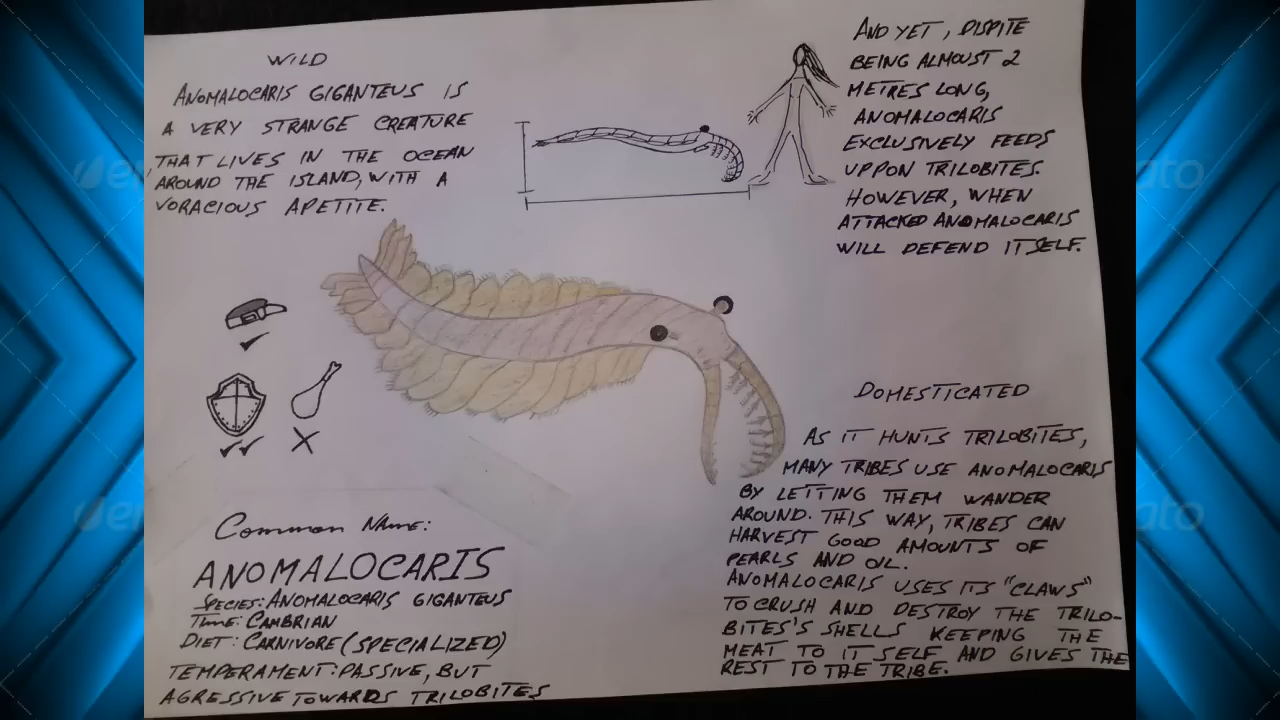 WILD
ANOMALOCARIS GIGANTEUS IS
A VERY STRANGE CREATURE
THAT LIVES IN THE OCEAN
AROUND THE ISLAND, WITH A
VORACIOUS APETITE.
AND YET, DISPITE
BEING ALMOUST 2
METRES LONG,
ANOMALOCARIS
EXCLUSIVELY FEEDS
UPPON TRILOBITES.
HOWEVER, WHEN
ATTACKED ANOMALOCARIS
WILL DEFEND ITSELF.
DOMESTICATED
AS IT HUNTS TRILOBITES,
MANY TRIBES USE ANOMALOCARIS
BY LETTING THEM WANDER
AROUND. THIS WAY, TRIBES CAN
HARVEST GOOD AMOUNTS OF
PEARLS AND OIL.
ANOMALOCARIS USES ITS "CLAWS"
TO CRUSH AND DESTROY THE TRILO-
BITES'S SHELLS KEEPING THE
MEAT TO IT SELF AND GIVES THE
REST TO THE TRIBE.
COMMON NAME:
ANOMALOCARIS
SPECIES: ANOMALOCARIS GIGANTEUS
TIME: CAMBRIAN
DIET: CARNIVORE (SPECIALIZED)
TEMPERAMENT: PASSIVE, BUT
AGRESSIVE TOWARDS TRILOBITES